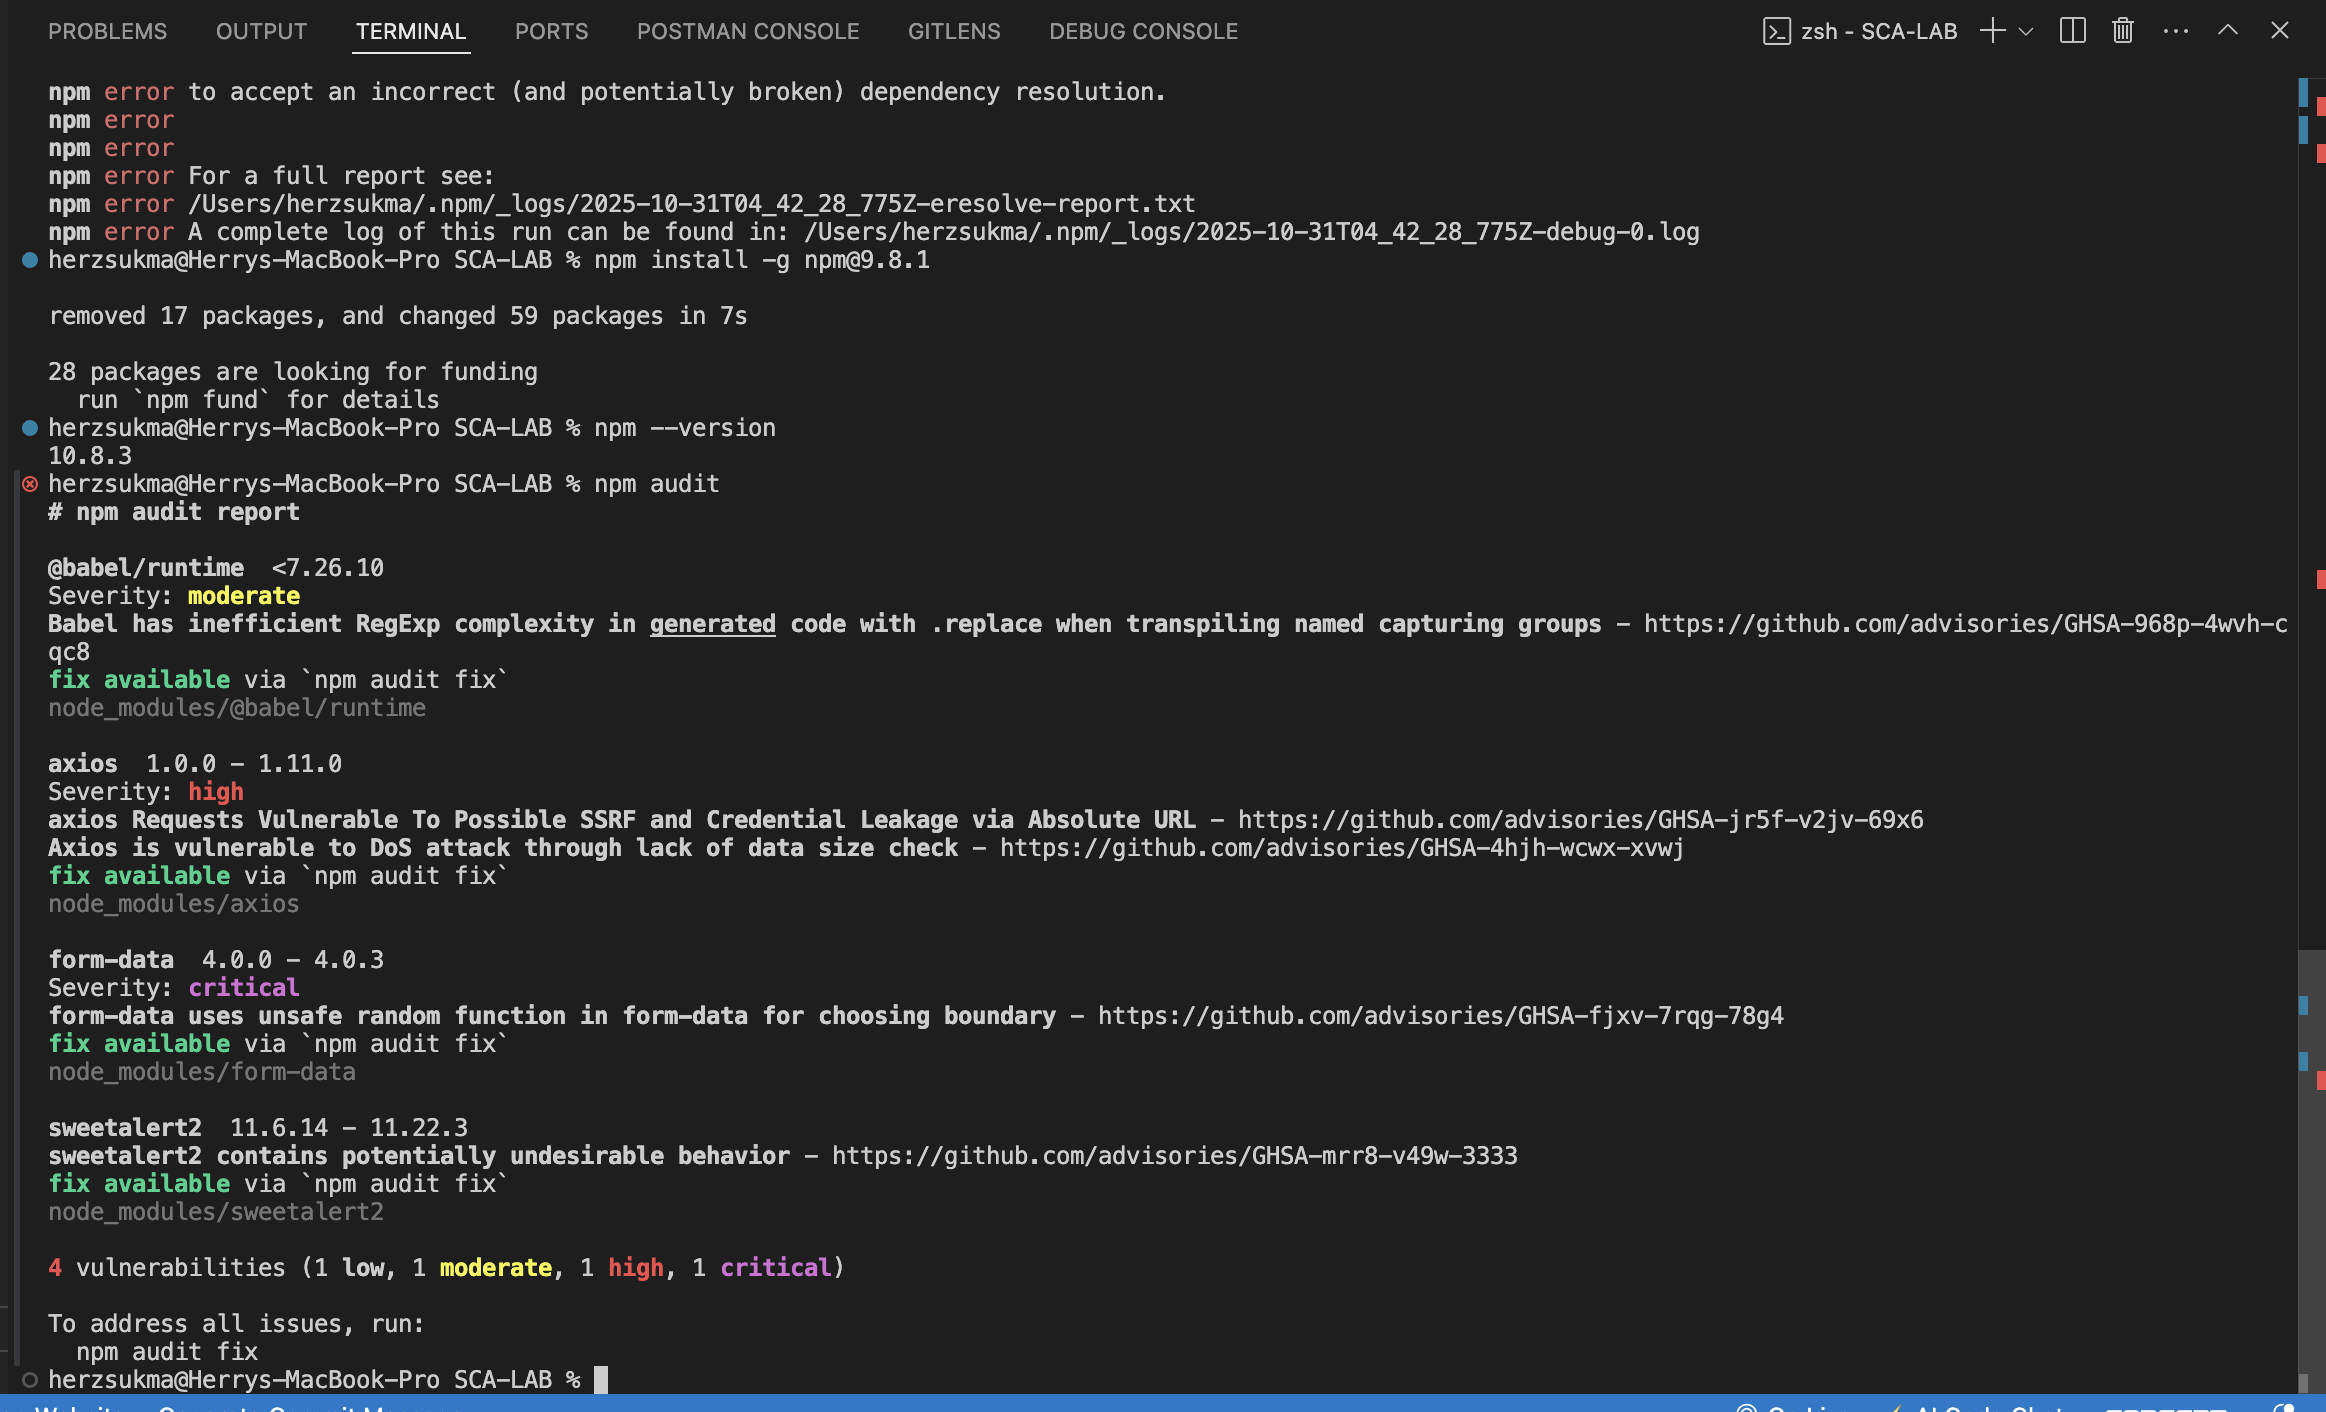 PROBLEMS OUTPUT TERMINAL PORTS POSTMAN CONSOLE GITLENS DEBUG CONSOLE zsh - SCA-LAB
npm error to accept an incorrect (and potentially broken) dependency resolution.
npm error
npm error
npm error For a full report see:
npm error /Users/herzsukma/.npm/_logs/2025-10-31T04_42_28_775Z-eresolve-report.txt
npm error A complete log of this run can be found in: /Users/herzsukma/.npm/_logs/2025-10-31T04_42_28_775Z-debug-0.log
herzsukma@Herrys-MacBook-Pro SCA-LAB % npm install -g npm@9.8.1
removed 17 packages, and changed 59 packages in 7s
28 packages are looking for funding
run `npm fund` for details
herzsukma@Herrys-MacBook-Pro SCA-LAB % npm --version
10.8.3
herzsukma@Herrys-MacBook-Pro SCA-LAB % npm audit
# npm audit report
@babel/runtime <7.26.10
Severity: moderate
Babel has inefficient RegExp complexity in generated code with .replace when transpiling named capturing groups - https://github.com/advisories/GHSA-968p-4wvh-c
qc8
fix available via `npm audit fix`
node_modules/@babel/runtime
axios 1.0.0 - 1.11.0
Severity: high
axios Requests Vulnerable To Possible SSRF and Credential Leakage via Absolute URL - https://github.com/advisories/GHSA-jr5f-v2jv-69x6
Axios is vulnerable to DoS attack through lack of data size check - https://github.com/advisories/GHSA-4hjh-wcwx-xvwj
fix available via `npm audit fix`
node_modules/axios
form-data 4.0.0 - 4.0.3
Severity: critical
form-data uses unsafe random function in form-data for choosing boundary - https://github.com/advisories/GHSA-fjxv-7rqg-78g4
fix available via `npm audit fix`
node_modules/form-data
sweetalert2 11.6.14 - 11.22.3
sweetalert2 contains potentially undesirable behavior - https://github.com/advisories/GHSA-mrr8-v49w-3333
fix available via `npm audit fix`
node_modules/sweetalert2
4 vulnerabilities (1 low, 1 moderate, 1 high, 1 critical)
To address all issues, run:
npm audit fix
herzsukma@Herrys-MacBook-Pro SCA-LAB %